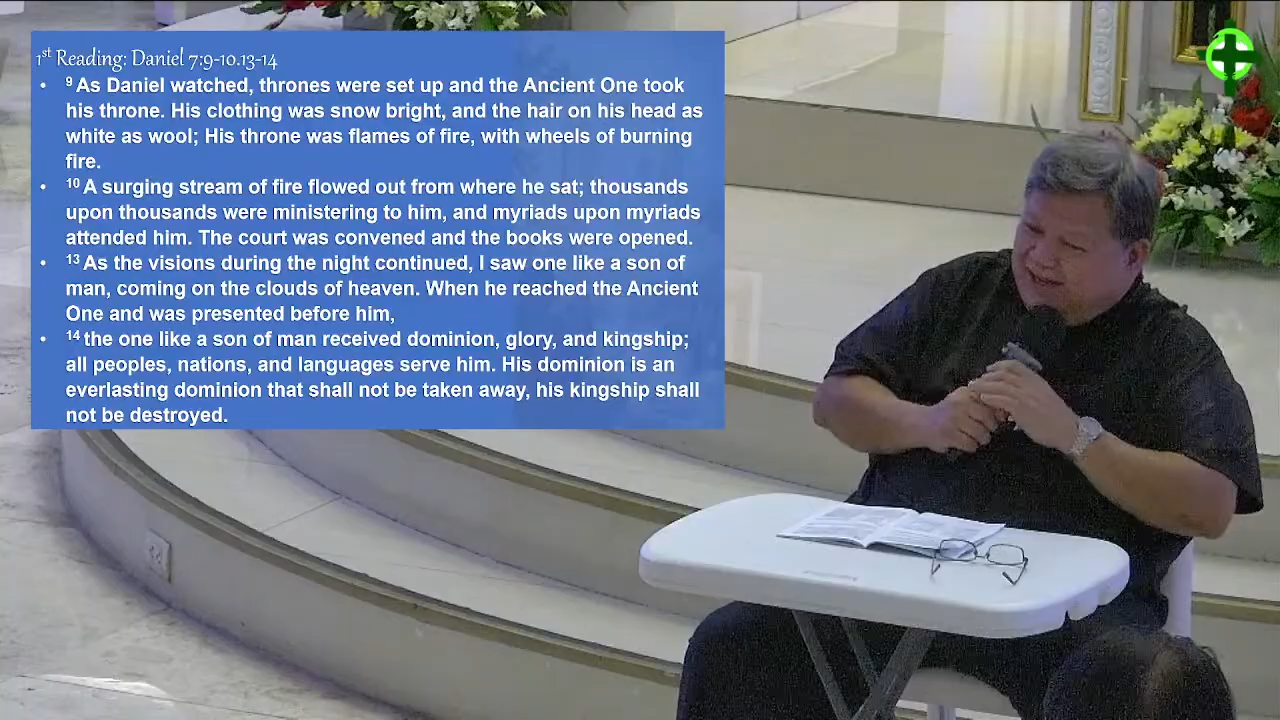 1st Reading: Daniel 7:9-10.13-14
• 9 As Daniel watched, thrones were set up and the Ancient One took
his throne. His clothing was snow bright, and the hair on his head as
white as wool; His throne was flames of fire, with wheels of burning
fire.
• 10 A surging stream of fire flowed out from where he sat; thousands
upon thousands were ministering to him, and myriads upon myriads
attended him. The court was convened and the books were opened.
• 13 As the visions during the night continued, I saw one like a son of
man, coming on the clouds of heaven. When he reached the Ancient
One and was presented before him,
• 14 the one like a son of man received dominion, glory, and kingship;
all peoples, nations, and languages serve him. His dominion is an
everlasting dominion that shall not be taken away, his kingship shall
not be destroyed.